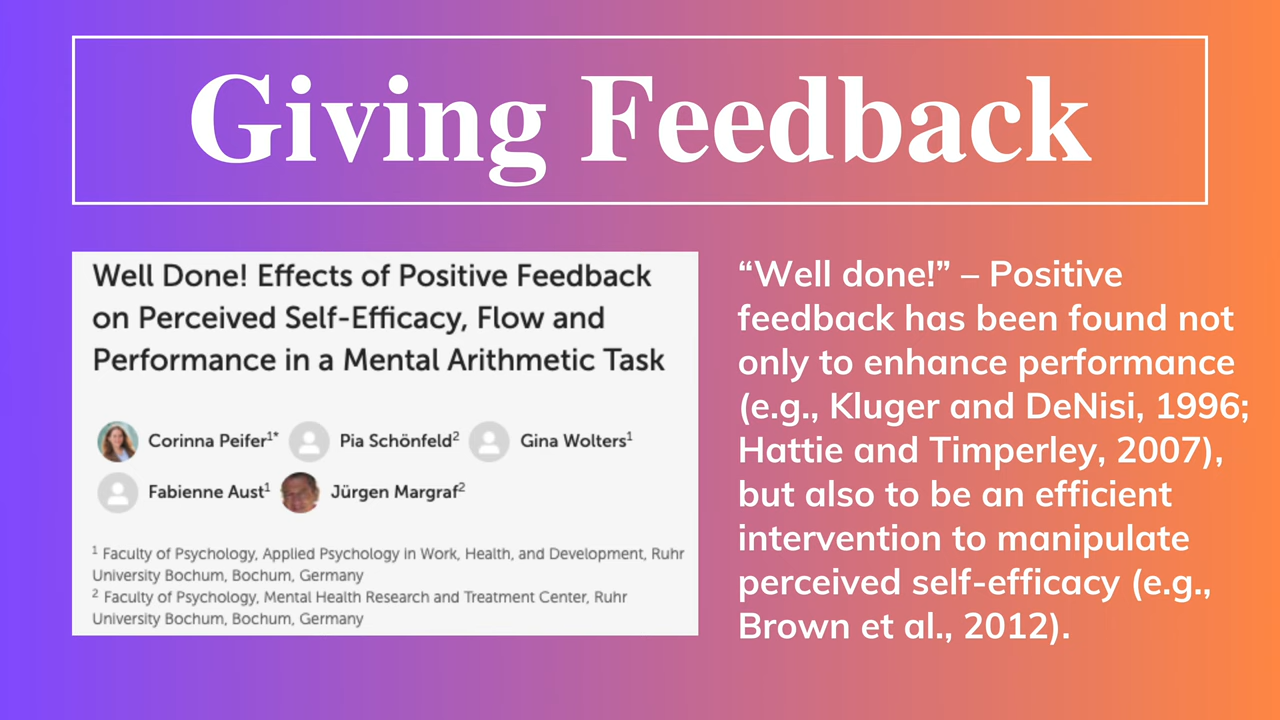 Giving Feedback
Well Done! Effects of Positive Feedback
on Perceived Self-Efficacy, Flow and
Performance in a Mental Arithmetic Task
Corinna Peifer¹* Pia Schönfeld² Gina Wolters¹
Fabienne Aust¹ Jürgen Margraf²
¹ Faculty of Psychology, Applied Psychology in Work, Health, and Development, Ruhr
University Bochum, Bochum, Germany
² Faculty of Psychology, Mental Health Research and Treatment Center, Ruhr
University Bochum, Bochum, Germany
“Well done!” – Positive
feedback has been found not
only to enhance performance
(e.g., Kluger and DeNisi, 1996;
Hattie and Timperley, 2007),
but also to be an efficient
intervention to manipulate
perceived self-efficacy (e.g.,
Brown et al., 2012).